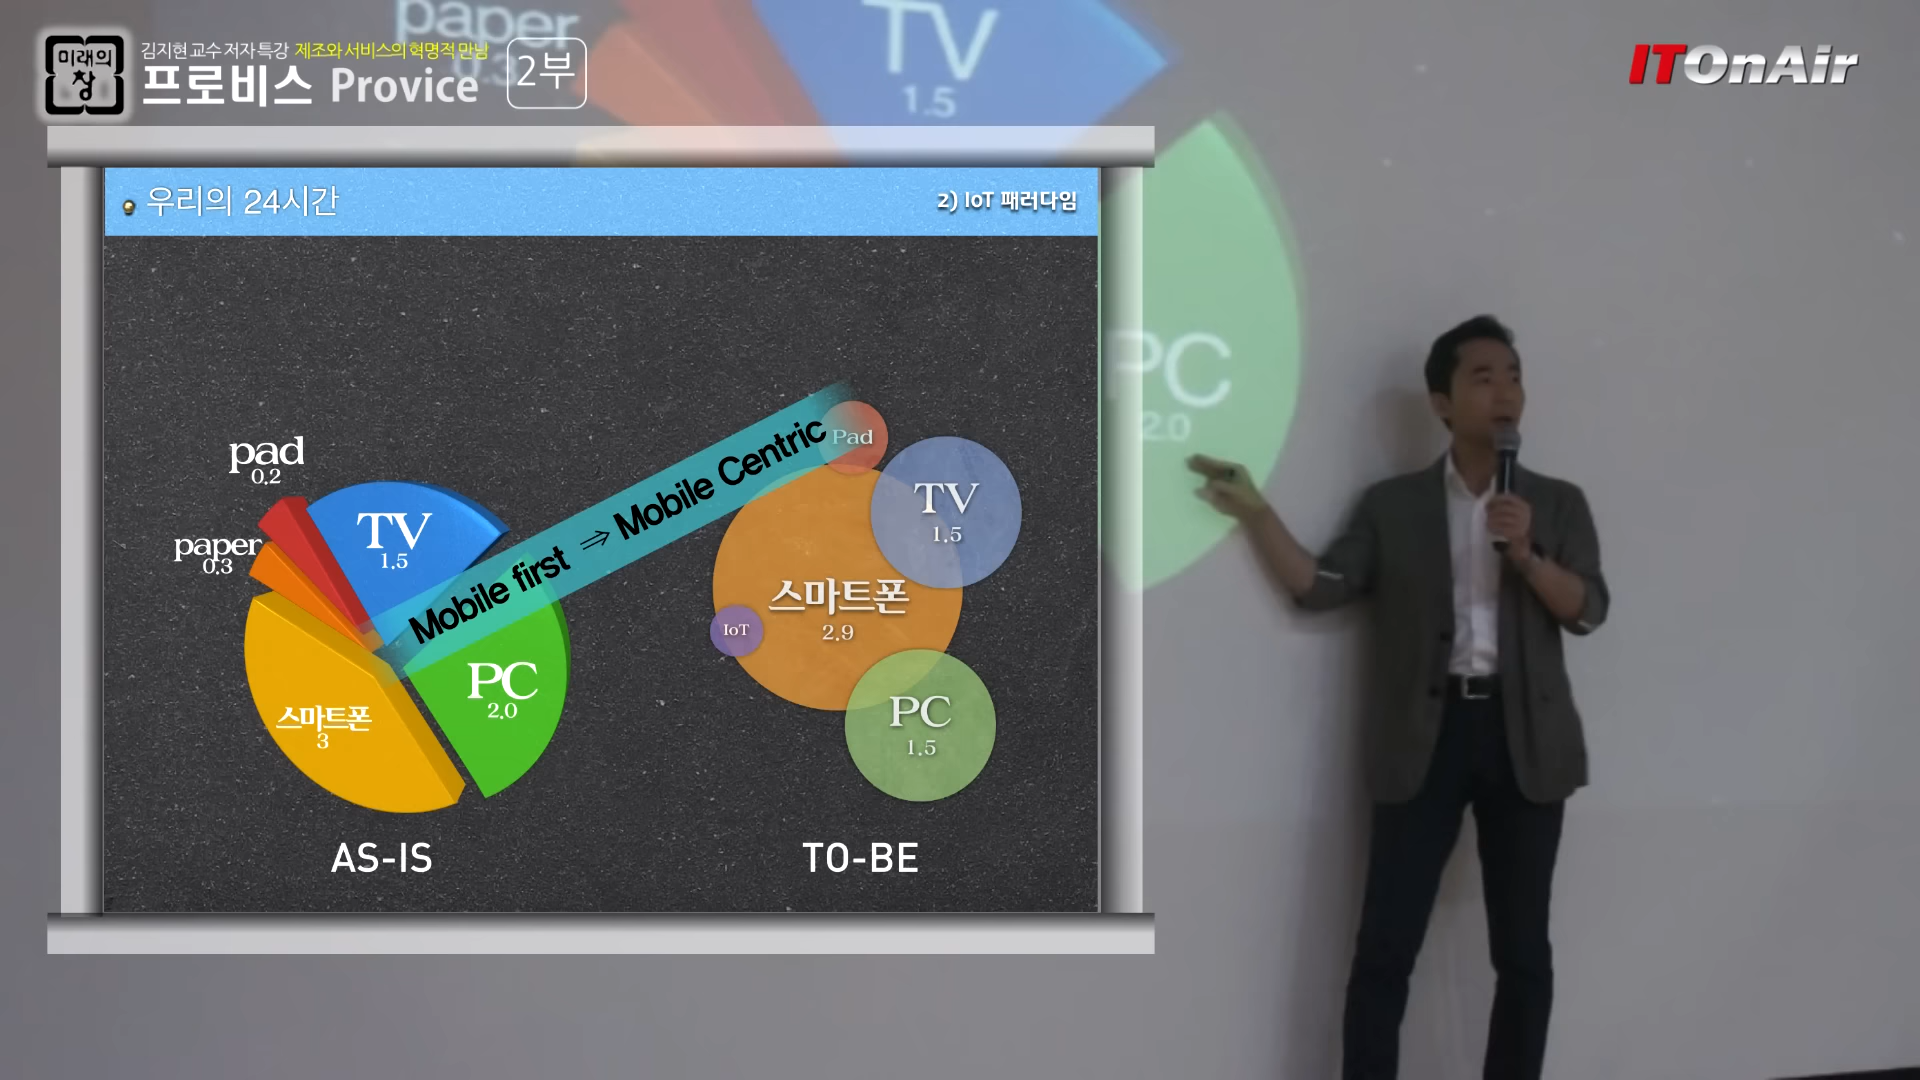 미래의
창
김지현 교수 저자 특강 제조와 서비스의 혁명적 만남
프로비스 Provice
2부
ITOnAir
paper
0.3
TV
1.5
PC
2.0
우리의 24시간
2) IoT 패러다임
pad
0.2
paper
0.3
TV
1.5
스마트폰
3
PC
2.0
Mobile first ⇒ Mobile Centric
Pad
TV
1.5
스마트폰
2.9
IoT
PC
1.5
AS-IS
TO-BE